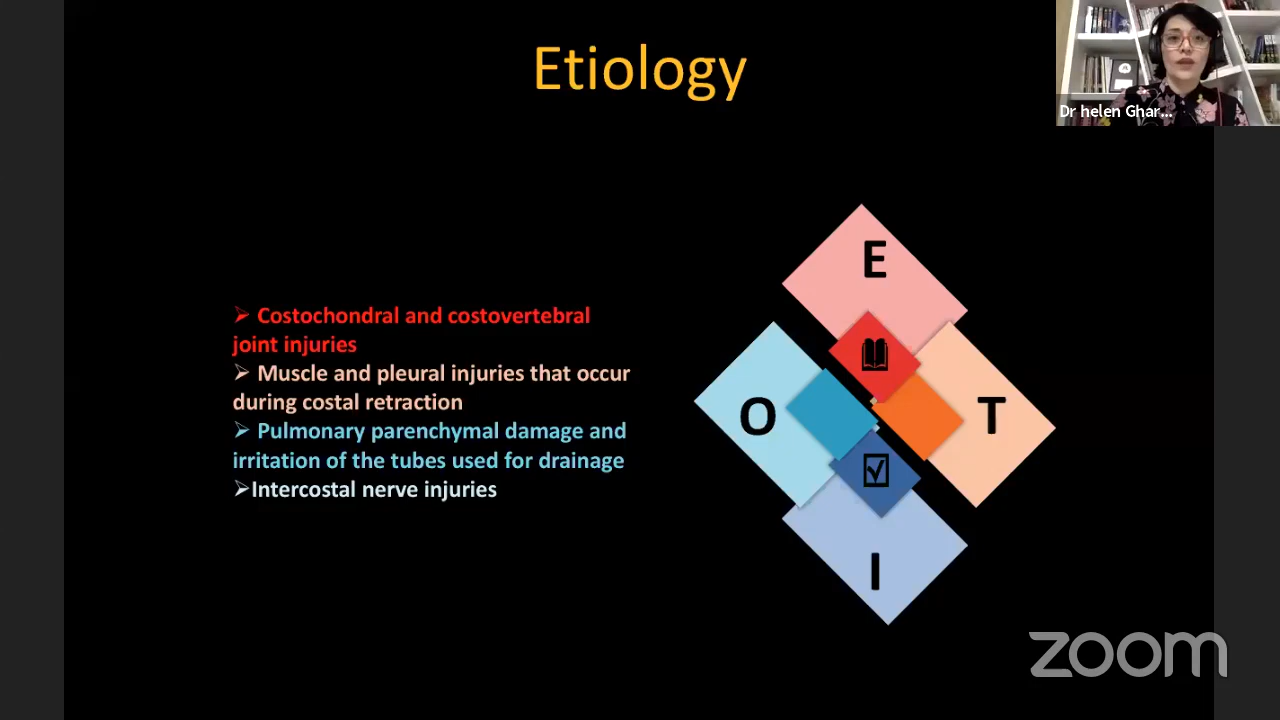 Etiology
Dr helen Ghar...
➢ Costochondral and costovertebral
joint injuries
➢ Muscle and pleural injuries that occur
during costal retraction
➢ Pulmonary parenchymal damage and
irritation of the tubes used for drainage
➢Intercostal nerve injuries
E
O
T
I
zoom